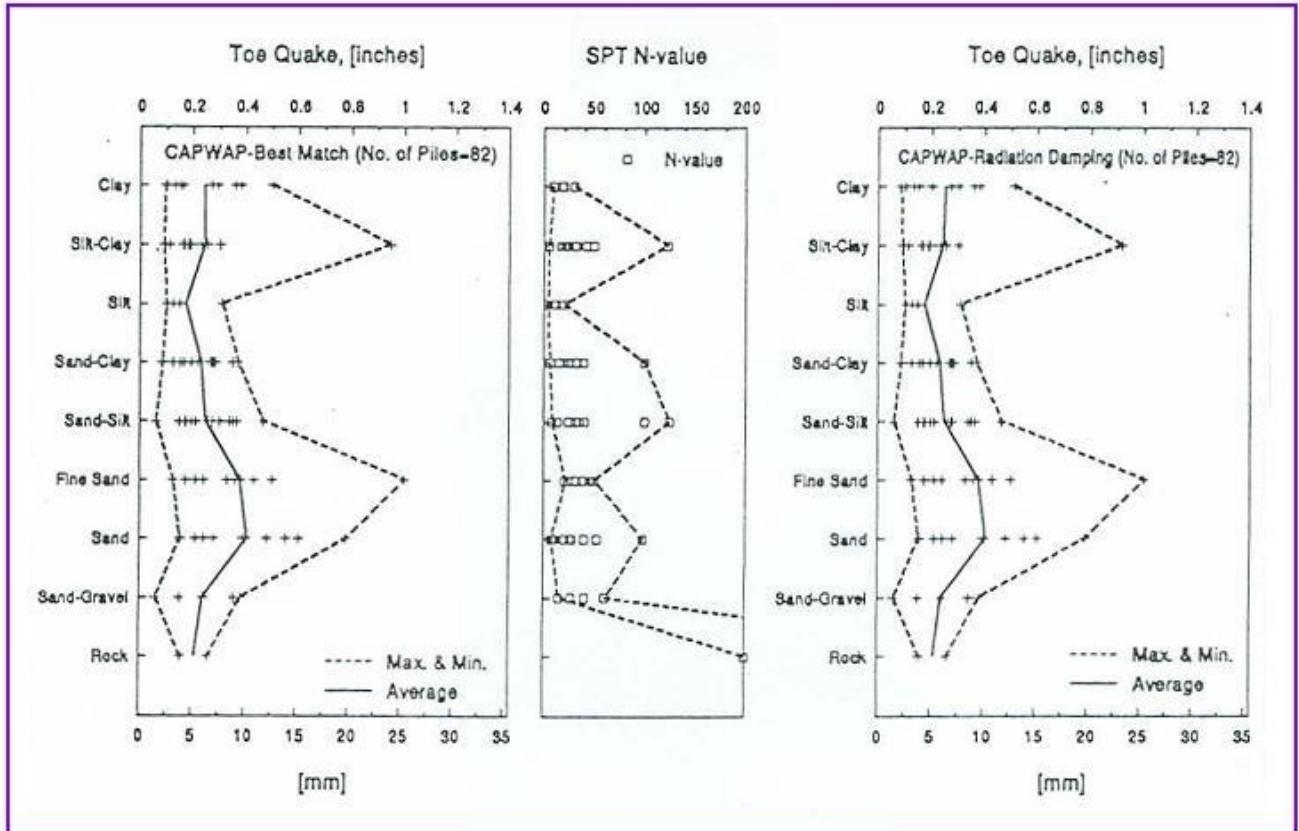 Toe Quake, [inches]
0 0.2 0.4 0.6 0.8 1 1.2 1.4
CAPWAP-Best Match (No. of Piles=82)
Clay
Silt-Clay
Silt
Sand-Clay
Sand-Silt
Fine Sand
Sand
Sand-Gravel
Rock
Max. & Min.
Average
0 5 10 15 20 25 30 35
[mm]
SPT N-value
0 50 100 200
N-value
Toe Quake, [inches]
0 0.2 0.4 0.6 0.8 1 1.2 1.4
CAPWAP-Radiation Damping (No. of Piles=82)
Clay
Silt-Clay
Silt
Sand-Clay
Sand-Silt
Fine Sand
Sand
Sand-Gravel
Rock
Max. & Min.
Average
0 5 10 15 20 25 30 35
[mm]